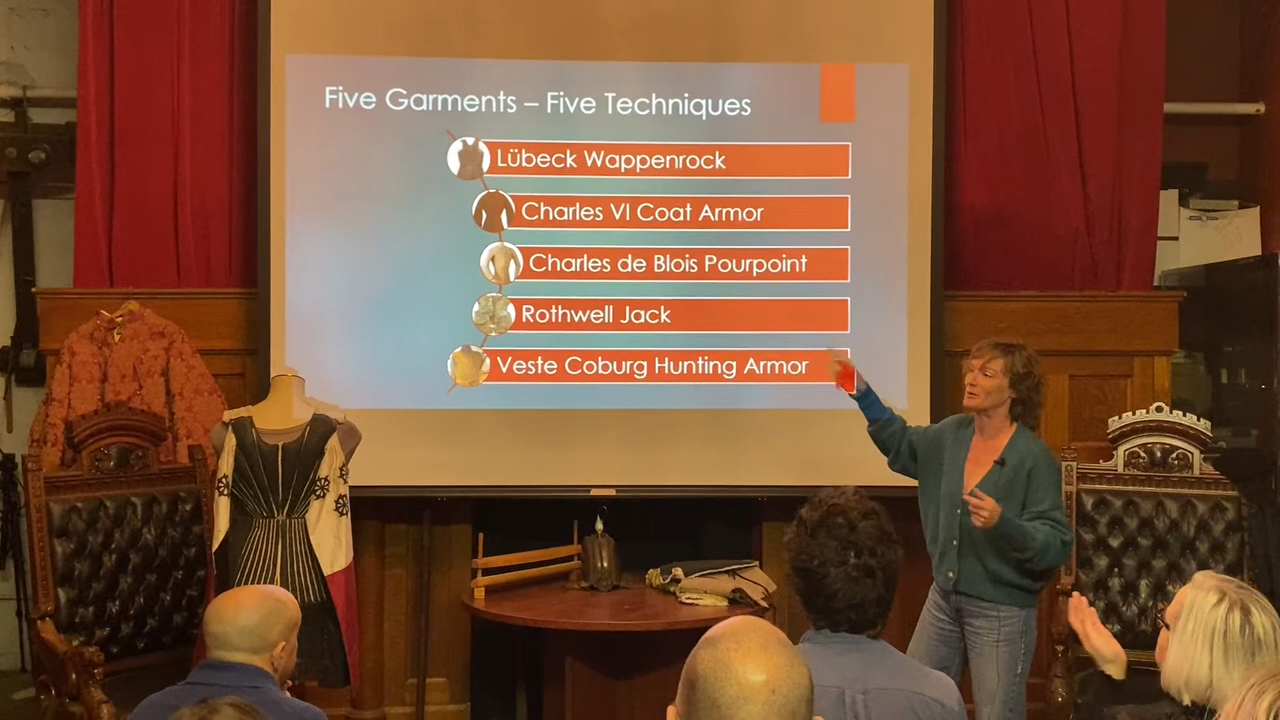 Five Garments – Five Techniques
Lübeck Wappenrock
Charles VI Coat Armor
Charles de Blois Pourpoint
Rothwell Jack
Veste Coburg Hunting Armor